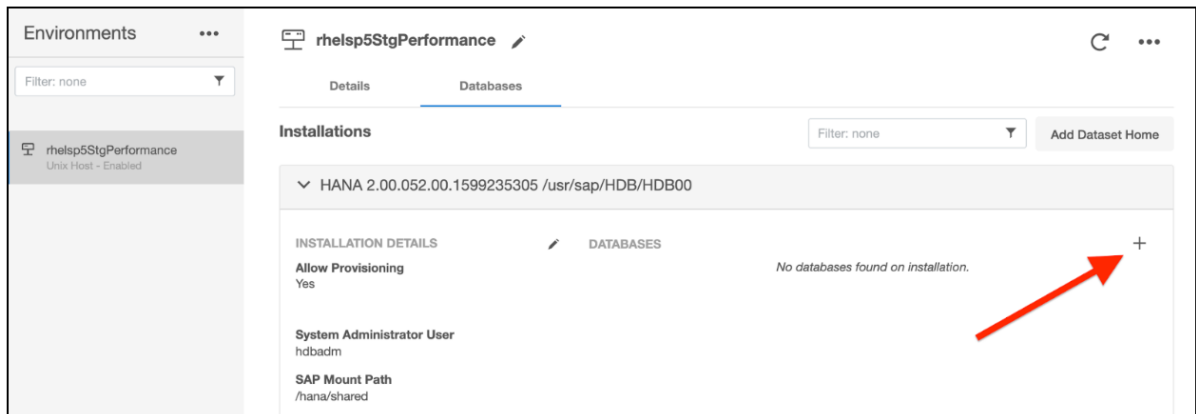 Environments
Filter: none
rhelsp5StgPerformance
Unix Host - Enabled
rhelsp5StgPerformance
Details Databases
Installations
Filter: none
Add Dataset Home
HANA 2.00.052.00.1599235305 /usr/sap/HDB/HDB00
INSTALLATION DETAILS
Allow Provisioning
Yes
System Administrator User
hdbadm
SAP Mount Path
/hana/shared
DATABASES
No databases found on installation.